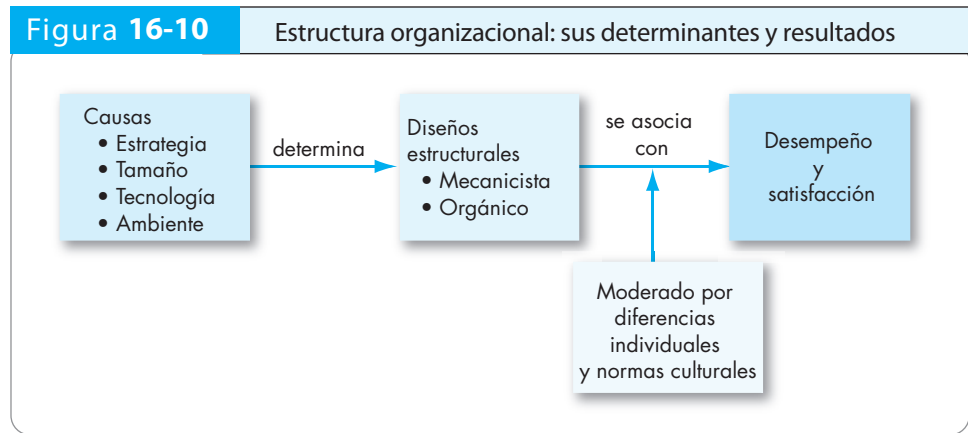 Figura 16-10
Estructura organizacional: sus determinantes y resultados
Causas
• Estrategia
• Tamaño
• Tecnología
• Ambiente
determina
Diseños
estructurales
• Mecanicista
• Orgánico
se asocia
con
Desempeño
y
satisfacción
Moderado por
diferencias
individuales
y normas culturales